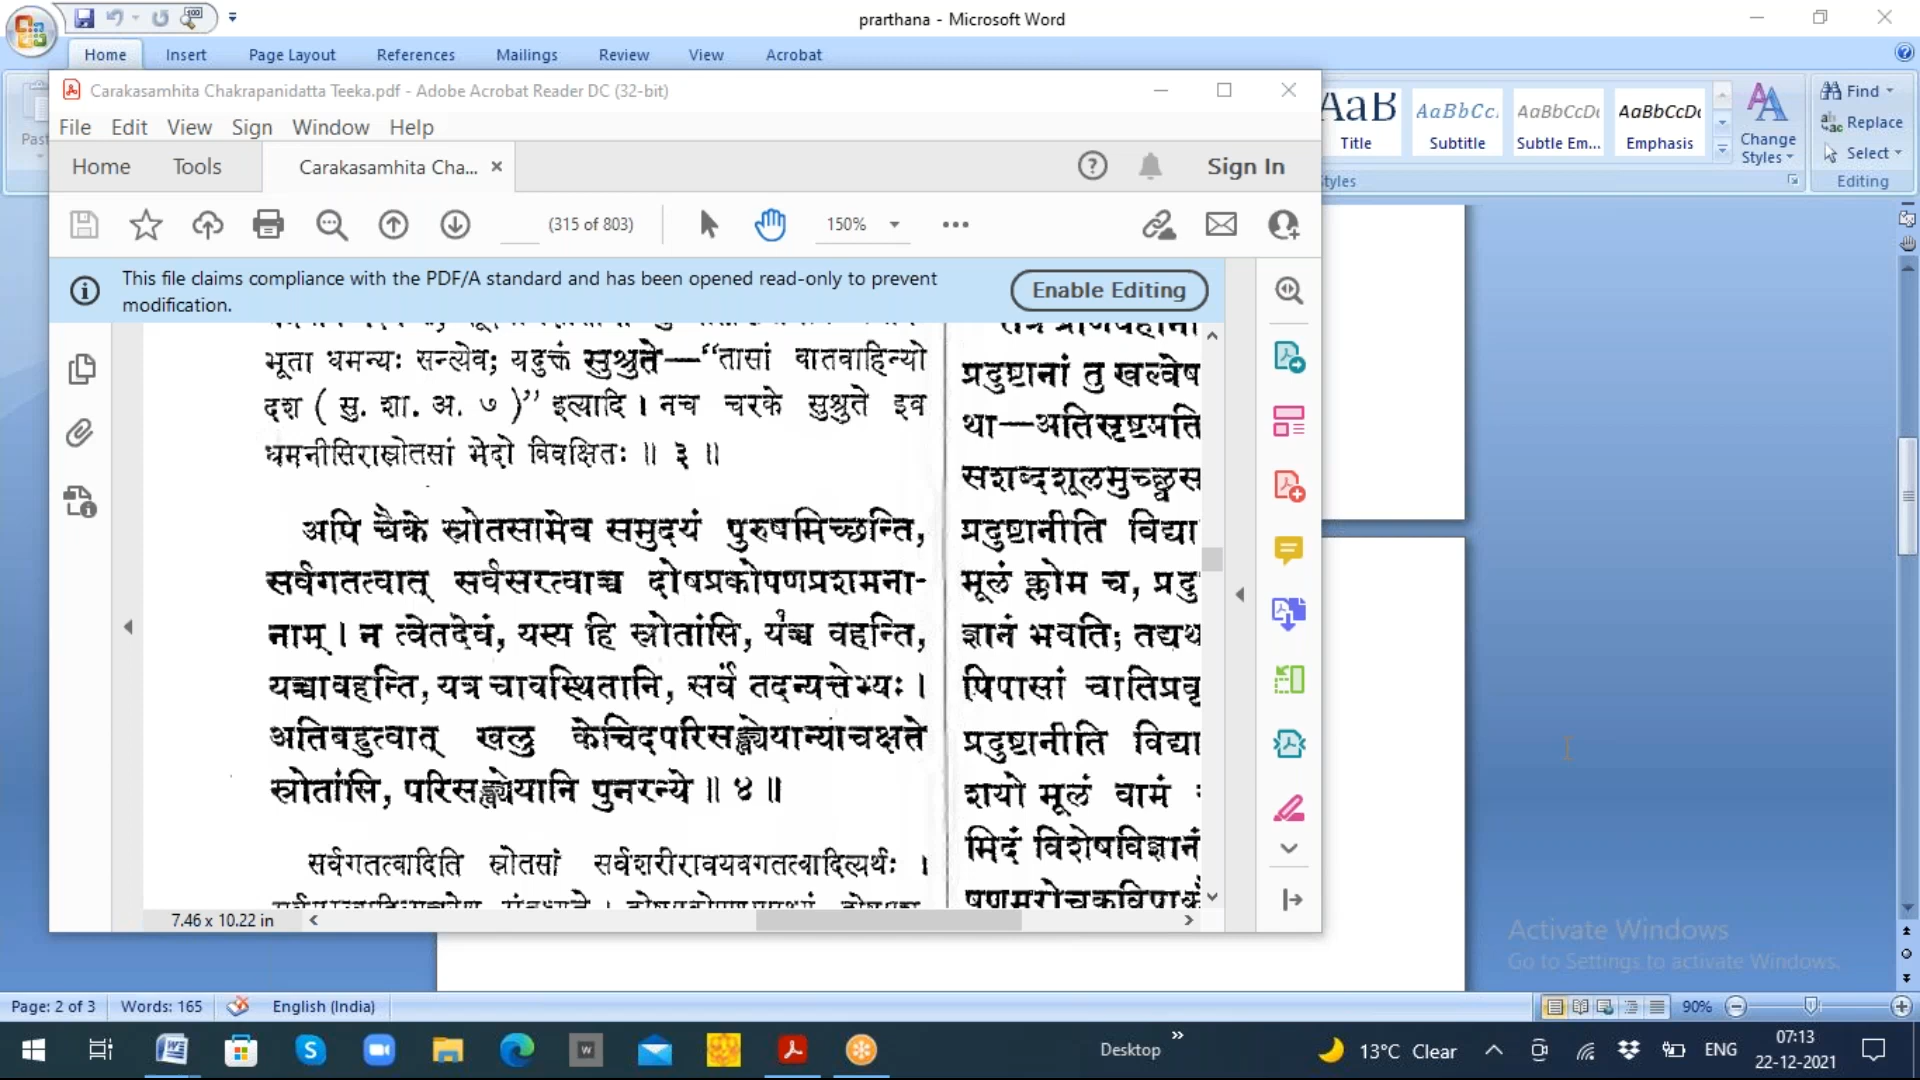 prarthana - Microsoft Word
Home Insert Page Layout References Mailings Review View Acrobat
Carakasamhita Chakrapanidatta Teeka.pdf - Adobe Acrobat Reader DC (32-bit)
File Edit View Sign Window Help
Home Tools Carakasamhita Cha... Sign In
(315 of 803) 150%
This file claims compliance with the PDF/A standard and has been opened read-only to prevent
modification.
Enable Editing
AaB AaBbCc. AaBbCcDc AaBbCcDc
Title Subtitle Subtle Em... Emphasis
Change
Styles
Find
Replace
Select
Editing
भूता धमन्यः सन्त्येव; यदुक्तं सुश्रुते—“तासां वातवाहिन्यो
दश ( सु. शा. अ. ७ )” इत्यादि । नच चरके सुश्रुते इव
धमनीसिरास्रोतसां भेदो विवक्षितः ॥ ३ ॥
अपि चैके स्रोतसामेव समुदयं पुरुषमिच्छन्ति,
सर्वगतत्वात् सर्वसरत्वाच्च दोषप्रकोपणप्रशमना-
नाम् । न त्वेतदेवं, यस्य हि स्रोतांसि, यच्च वहन्ति,
यच्चावहन्ति, यत्र चावस्थितानि, सर्वं तदन्यत्तेभ्यः ।
अतिबहुत्वात् खलु केचिदपरिसङ्ख्येयान्याचक्षते
स्रोतांसि, परिसङ्ख्येयानि पुनरन्ये ॥ ४ ॥
सर्वगतत्वादिति स्रोतसां सर्वशरीरावयवगतत्वादित्यर्थः ।
प्रदुष्टानां तु खल्वेष
था—अतिसृष्टमति
सशब्दशूलमुच्छ्वस
प्रदुष्टानीति विद्या
मूलं क्लोम च, प्रदु
ज्ञानं भवति; तद्यथ
पिपासां चातिप्रवृ
प्रदुष्टानीति विद्या
शयो मूलं वामं
मिदं विशेषविज्ञानं
7.46 x 10.22 in
Activate Windows
Go to Settings to activate Windows.
Page: 2 of 3 Words: 165 English (India) 90%
Desktop 13°C Clear ENG
07:13
22-12-2021